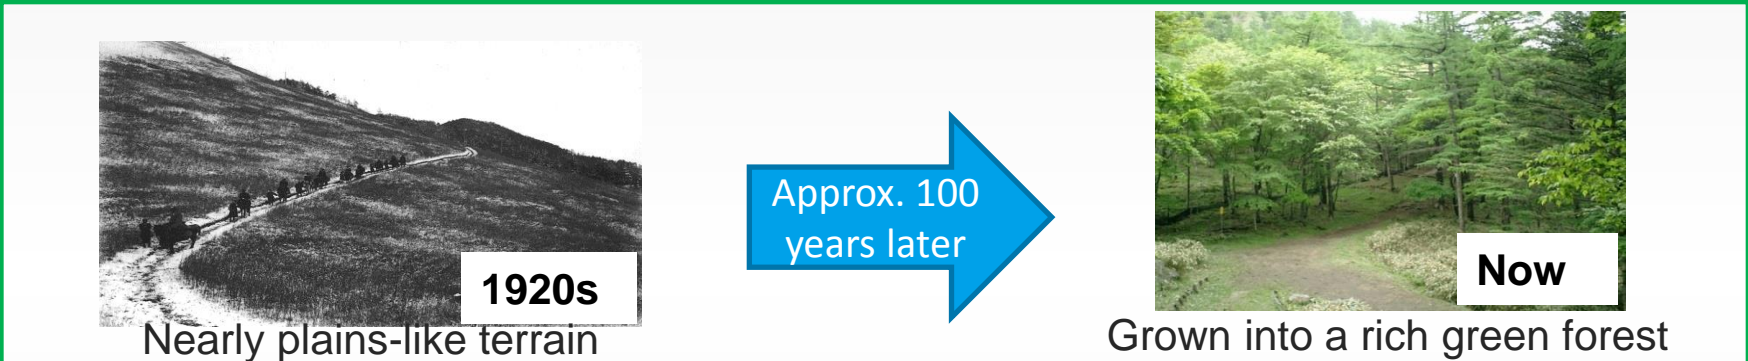 1920s
Nearly plains-like terrain
Approx. 100
years later
Now
Grown into a rich green forest